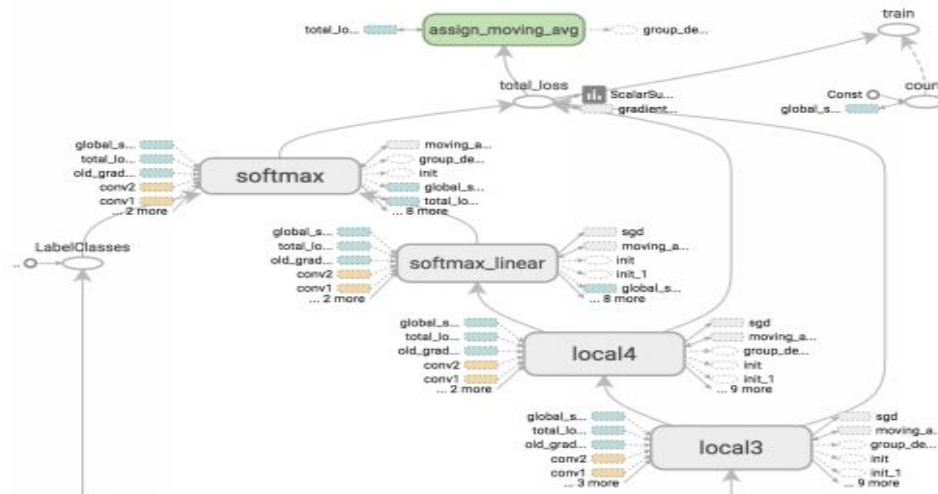 train
total_lo...
assign_moving_avg
group_de...
total_loss
ScalarSu...
gradient...
Const
coun
global_s...
global_s...
total_lo...
old_grad...
conv2
conv1
... 2 more
softmax
moving_a...
group_de...
init
global_s...
total_lo...
... 8 more
LabelClasses
..
global_s...
total_lo...
old_grad...
conv2
conv1
... 2 more
softmax_linear
sgd
moving_a...
init
init_1
global_s...
... 8 more
global_s...
total_lo...
old_grad...
conv2
conv1
... 2 more
local4
sgd
moving_a...
group_de...
init
init_1
... 9 more
global_s...
total_lo...
old_grad...
conv2
conv1
... 3 more
local3
sgd
moving_a...
group_de...
init
init_1
... 9 more